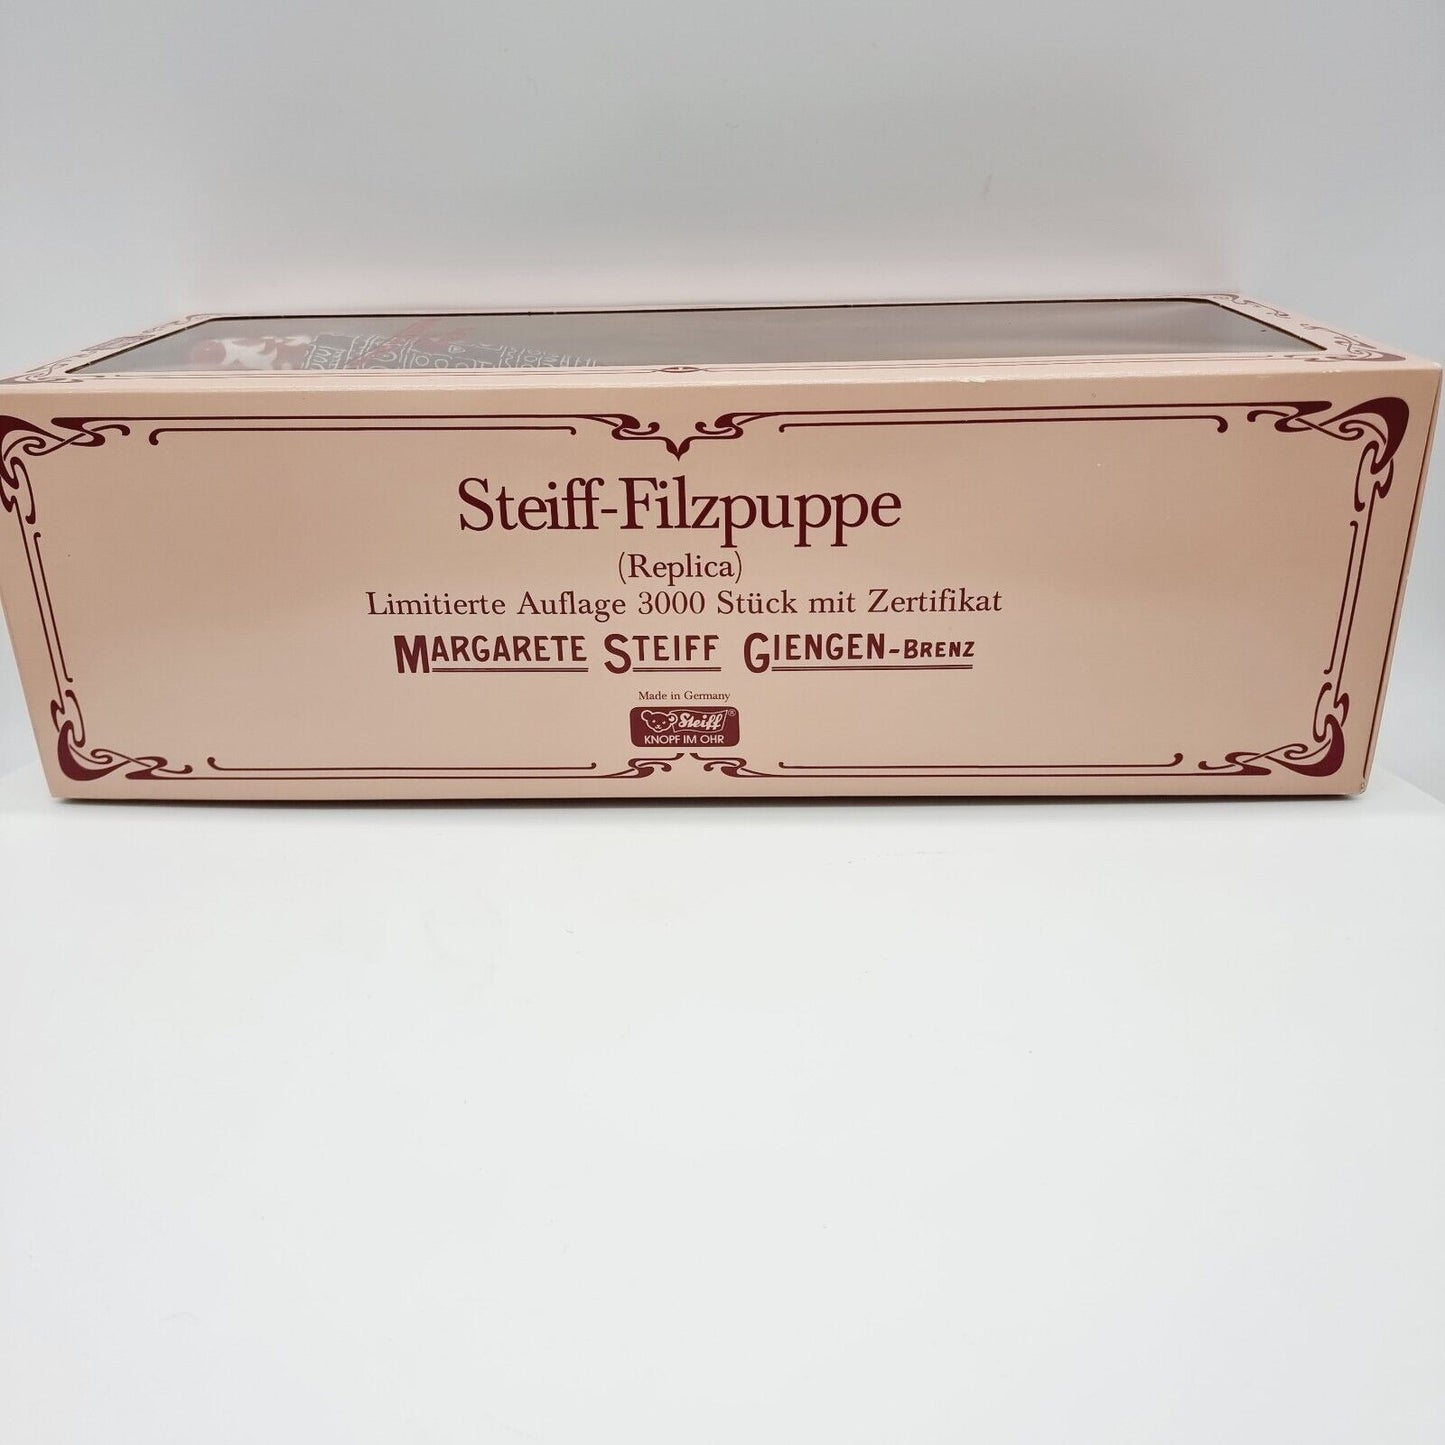 Steiff-Filzpuppe
(Replica)
Limitierte Auflage 3000 Stück mit Zertifikat
MARGARETE STEIFF GIENGEN-BRENZ
Made in Germany
Steiff®
KNOPF IM OHR